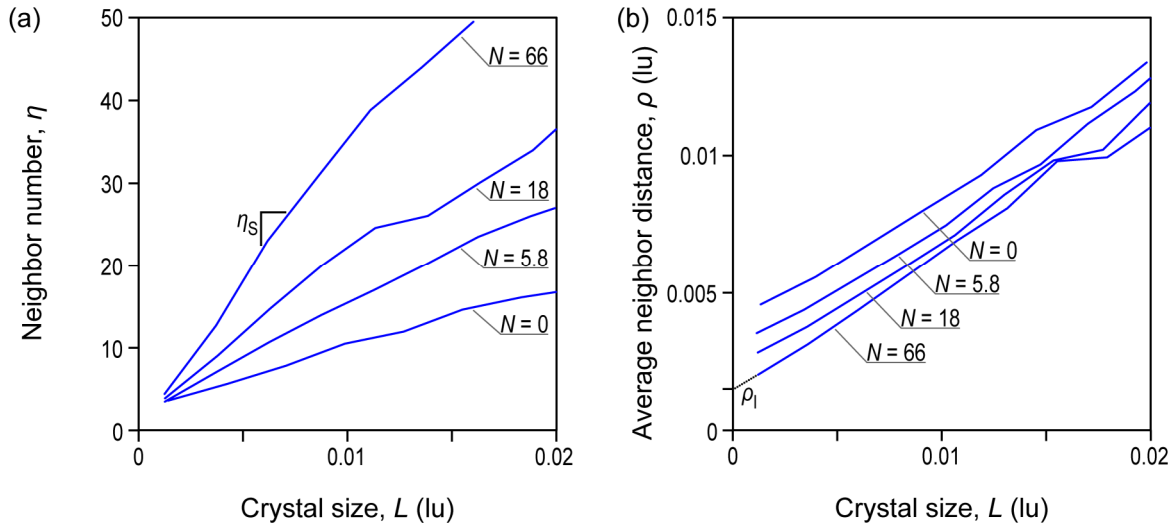 (a)
50
40
30
20
10
0
Neighbor number, η
N = 66
N = 18
N = 5.8
N = 0
ηS
0
0.01
0.02
Crystal size, L (lu)
(b)
0.015
0.01
0.005
0
Average neighbor distance, ρ (lu)
N = 0
N = 5.8
N = 18
N = 66
ρI
0
0.01
0.02
Crystal size, L (lu)